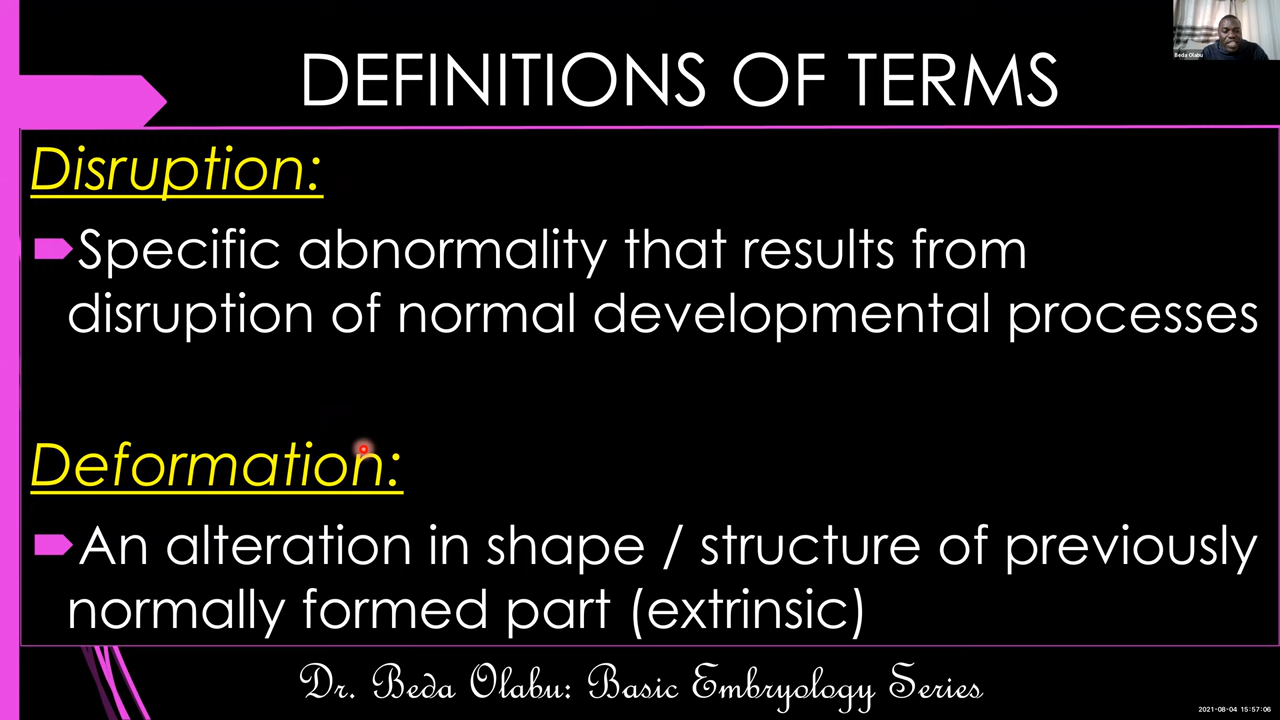 Beda Olabu
DEFINITIONS OF TERMS
Disruption:
Specific abnormality that results from
disruption of normal developmental processes
Deformation:
An alteration in shape / structure of previously
normally formed part (extrinsic)
Dr. Beda Olabu: Basic Embryology Series
2021-08-04 15:57:06